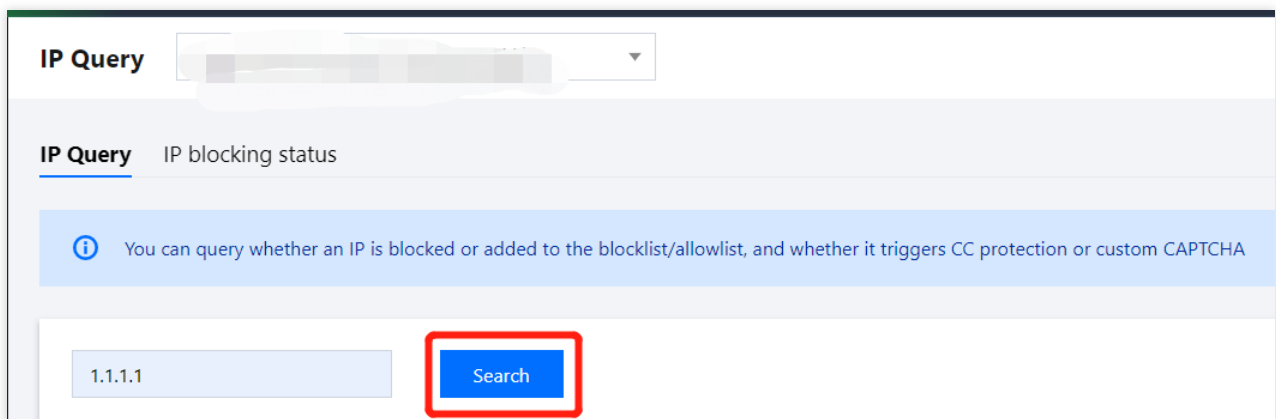 IP Query
IP Query IP blocking status
You can query whether an IP is blocked or added to the blocklist/allowlist, and whether it triggers CC protection or custom CAPTCHA
1.1.1.1 Search